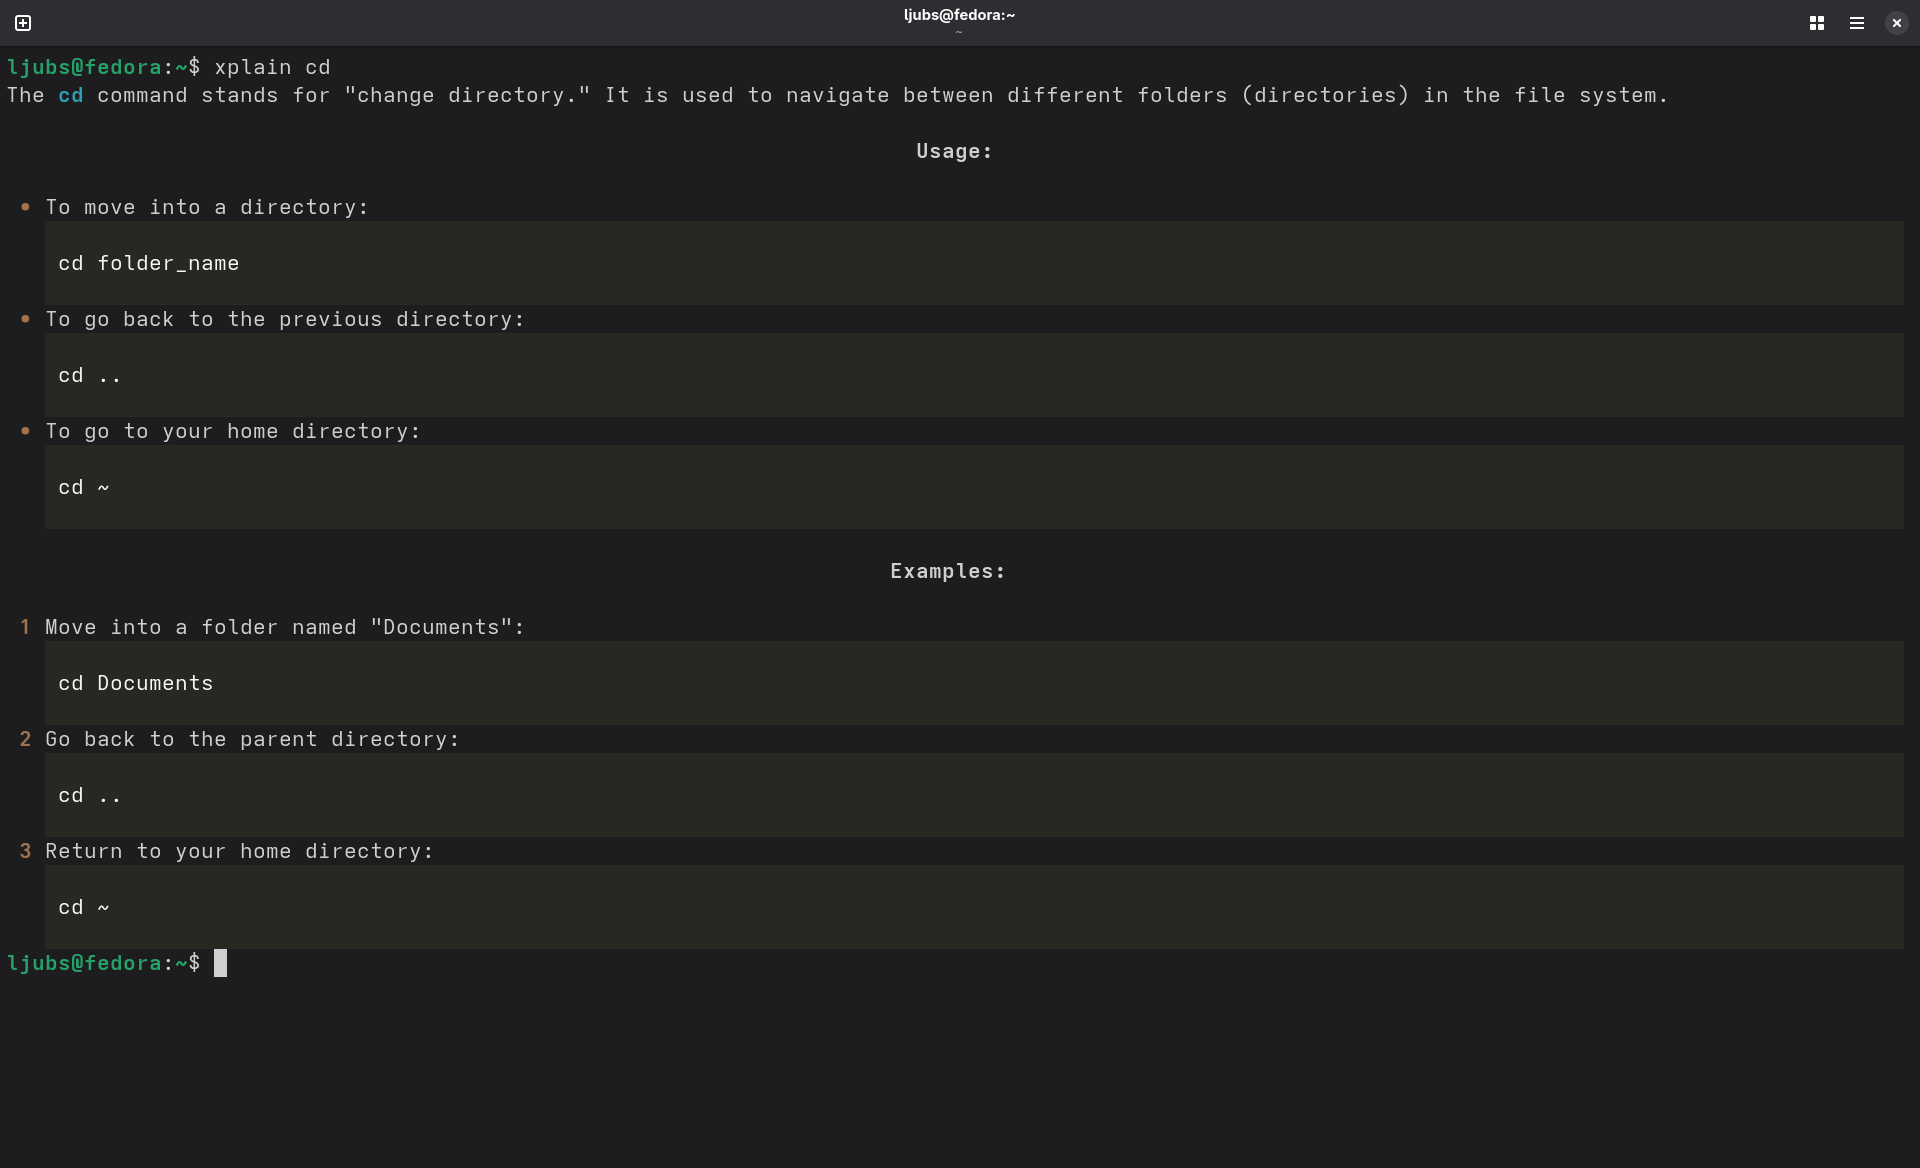 ljubs@fedora:~
~
ljubs@fedora:~$ xplain cd
The cd command stands for "change directory." It is used to navigate between different folders (directories) in the file system.
Usage:
• To move into a directory:
cd folder_name
• To go back to the previous directory:
cd ..
• To go to your home directory:
cd ~
Examples:
1 Move into a folder named "Documents":
cd Documents
2 Go back to the parent directory:
cd ..
3 Return to your home directory:
cd ~
ljubs@fedora:~$